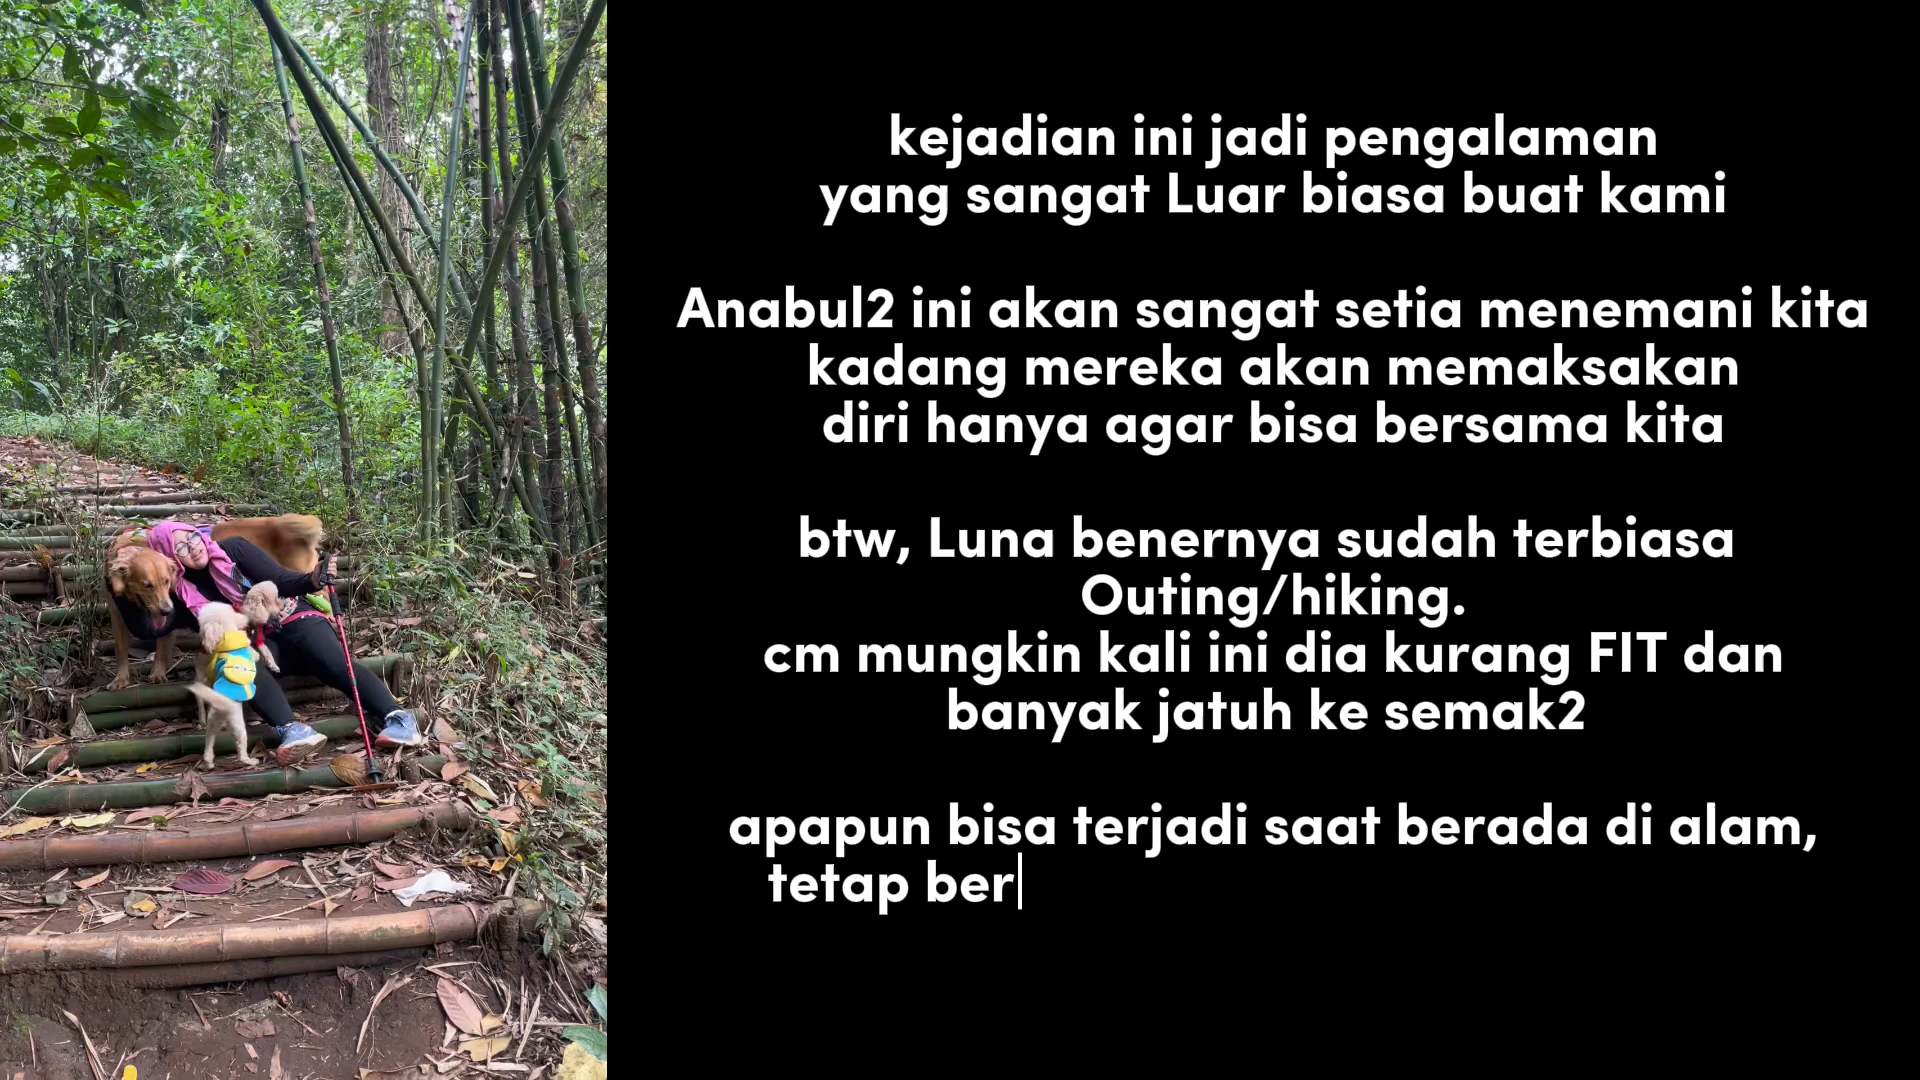 kejadian ini jadi pengalaman
yang sangat Luar biasa buat kami
Anabul2 ini akan sangat setia menemani kita
kadang mereka akan memaksakan
diri hanya agar bisa bersama kita
btw, Luna benernya sudah terbiasa
Outing/hiking.
cm mungkin kali ini dia kurang FIT dan
banyak jatuh ke semak2
apapun bisa terjadi saat berada di alam,
tetap ber